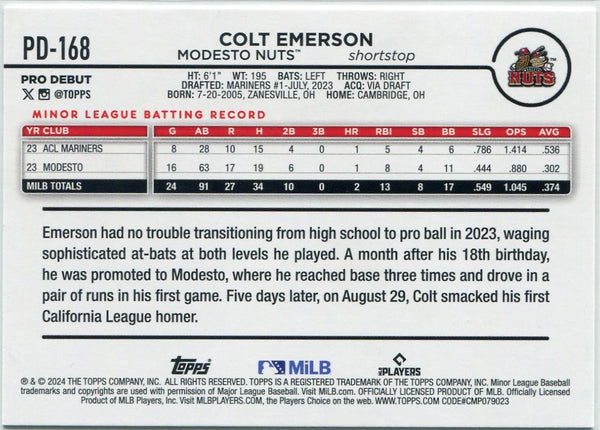 PD-168
COLT EMERSON
MODESTO NUTS™ shortstop
NUTS
PRO DEBUT
@TOPPS
HT: 6'1" WT: 195 BATS: LEFT THROWS: RIGHT
DRAFTED: MARINERS #1-JULY, 2023 ACQ: VIA DRAFT
BORN: 7-20-2005, ZANESVILLE, OH HOME: CAMBRIDGE, OH
MINOR LEAGUE BATTING RECORD
YR CLUB G AB R H 2B 3B HR RBI SB BB SLG OPS AVG
23 ACL MARINERS 8 28 10 15 4 0 1 5 4 6 .786 1.414 .536
23 MODESTO 16 63 17 19 6 0 1 8 4 11 .444 .880 .302
MILB TOTALS 24 91 27 34 10 0 2 13 8 17 .549 1.045 .374
Emerson had no trouble transitioning from high school to pro ball in 2023, waging
sophisticated at-bats at both levels he played. A month after his 18th birthday,
he was promoted to Modesto, where he reached base three times and drove in a
pair of runs in his first game. Five days later, on August 29, Colt smacked his first
California League homer.
Topps MiLB MLB PLAYERS
® & © 2024 THE TOPPS COMPANY, INC. ALL RIGHTS RESERVED. TOPPS IS A REGISTERED TRADEMARK OF THE TOPPS COMPANY, INC. Minor League Baseball
trademarks and copyrights are used with permission of Major League Baseball. Visit MiLB.com. OFFICIALLY LICENSED PRODUCT OF MLB PLAYERS, INC. Officially Licensed
Product of MLB Players, Inc. Visit MLBPLAYERS.com, the Players Choice on the web. WWW.TOPPS.COM CODE#CMP079023